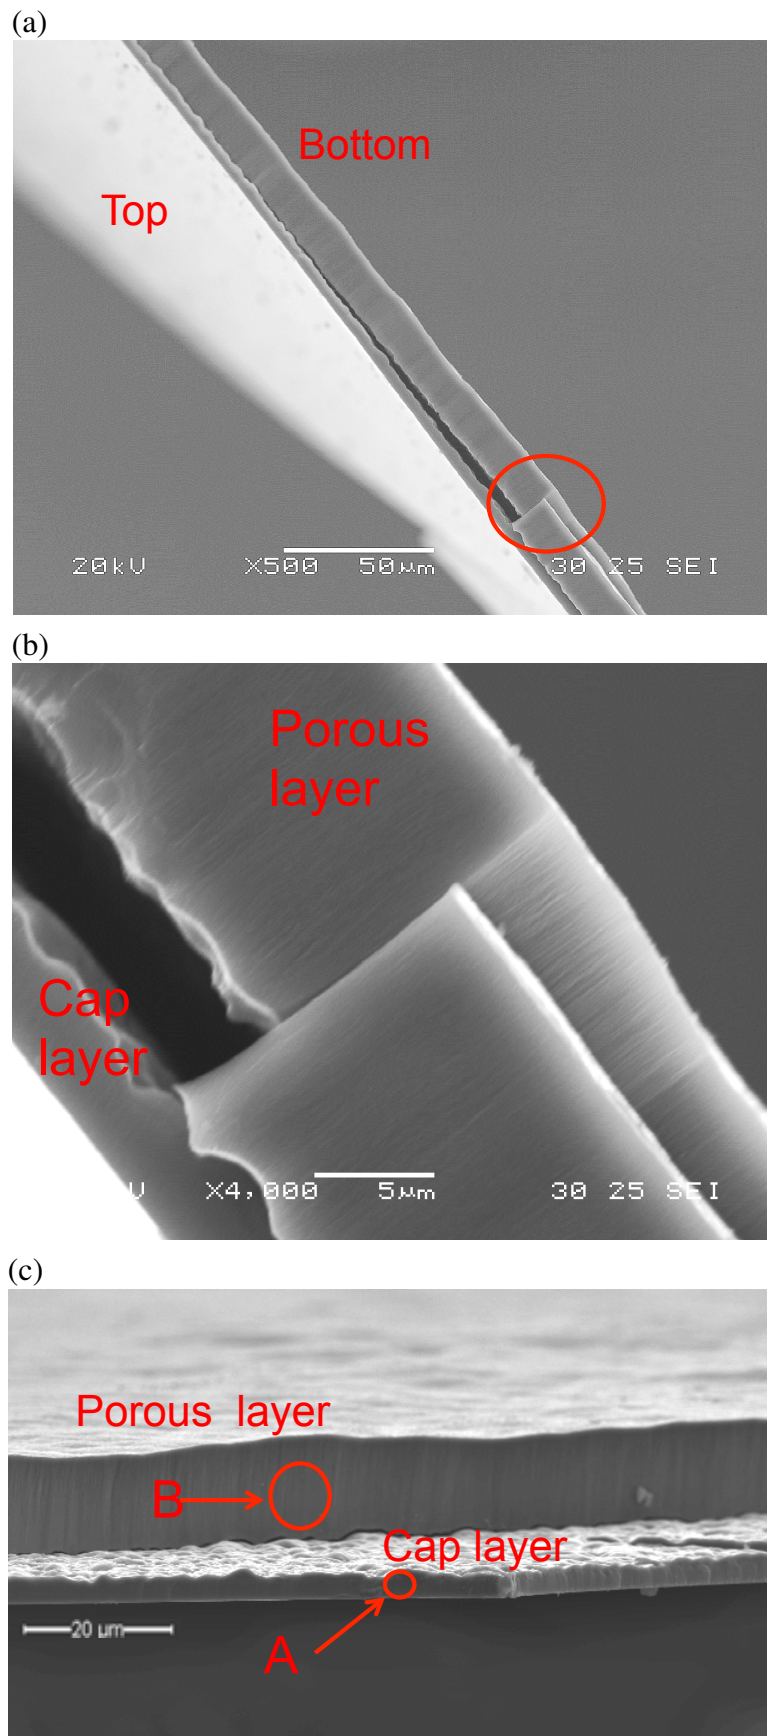 (a)
Bottom
Top
20kV X500 50µm 30 25 SEI
(b)
Porous
layer
Cap
layer
V X4,000 5µm 30 25 SEI
(c)
Porous layer
B
Cap layer
20 µm
A